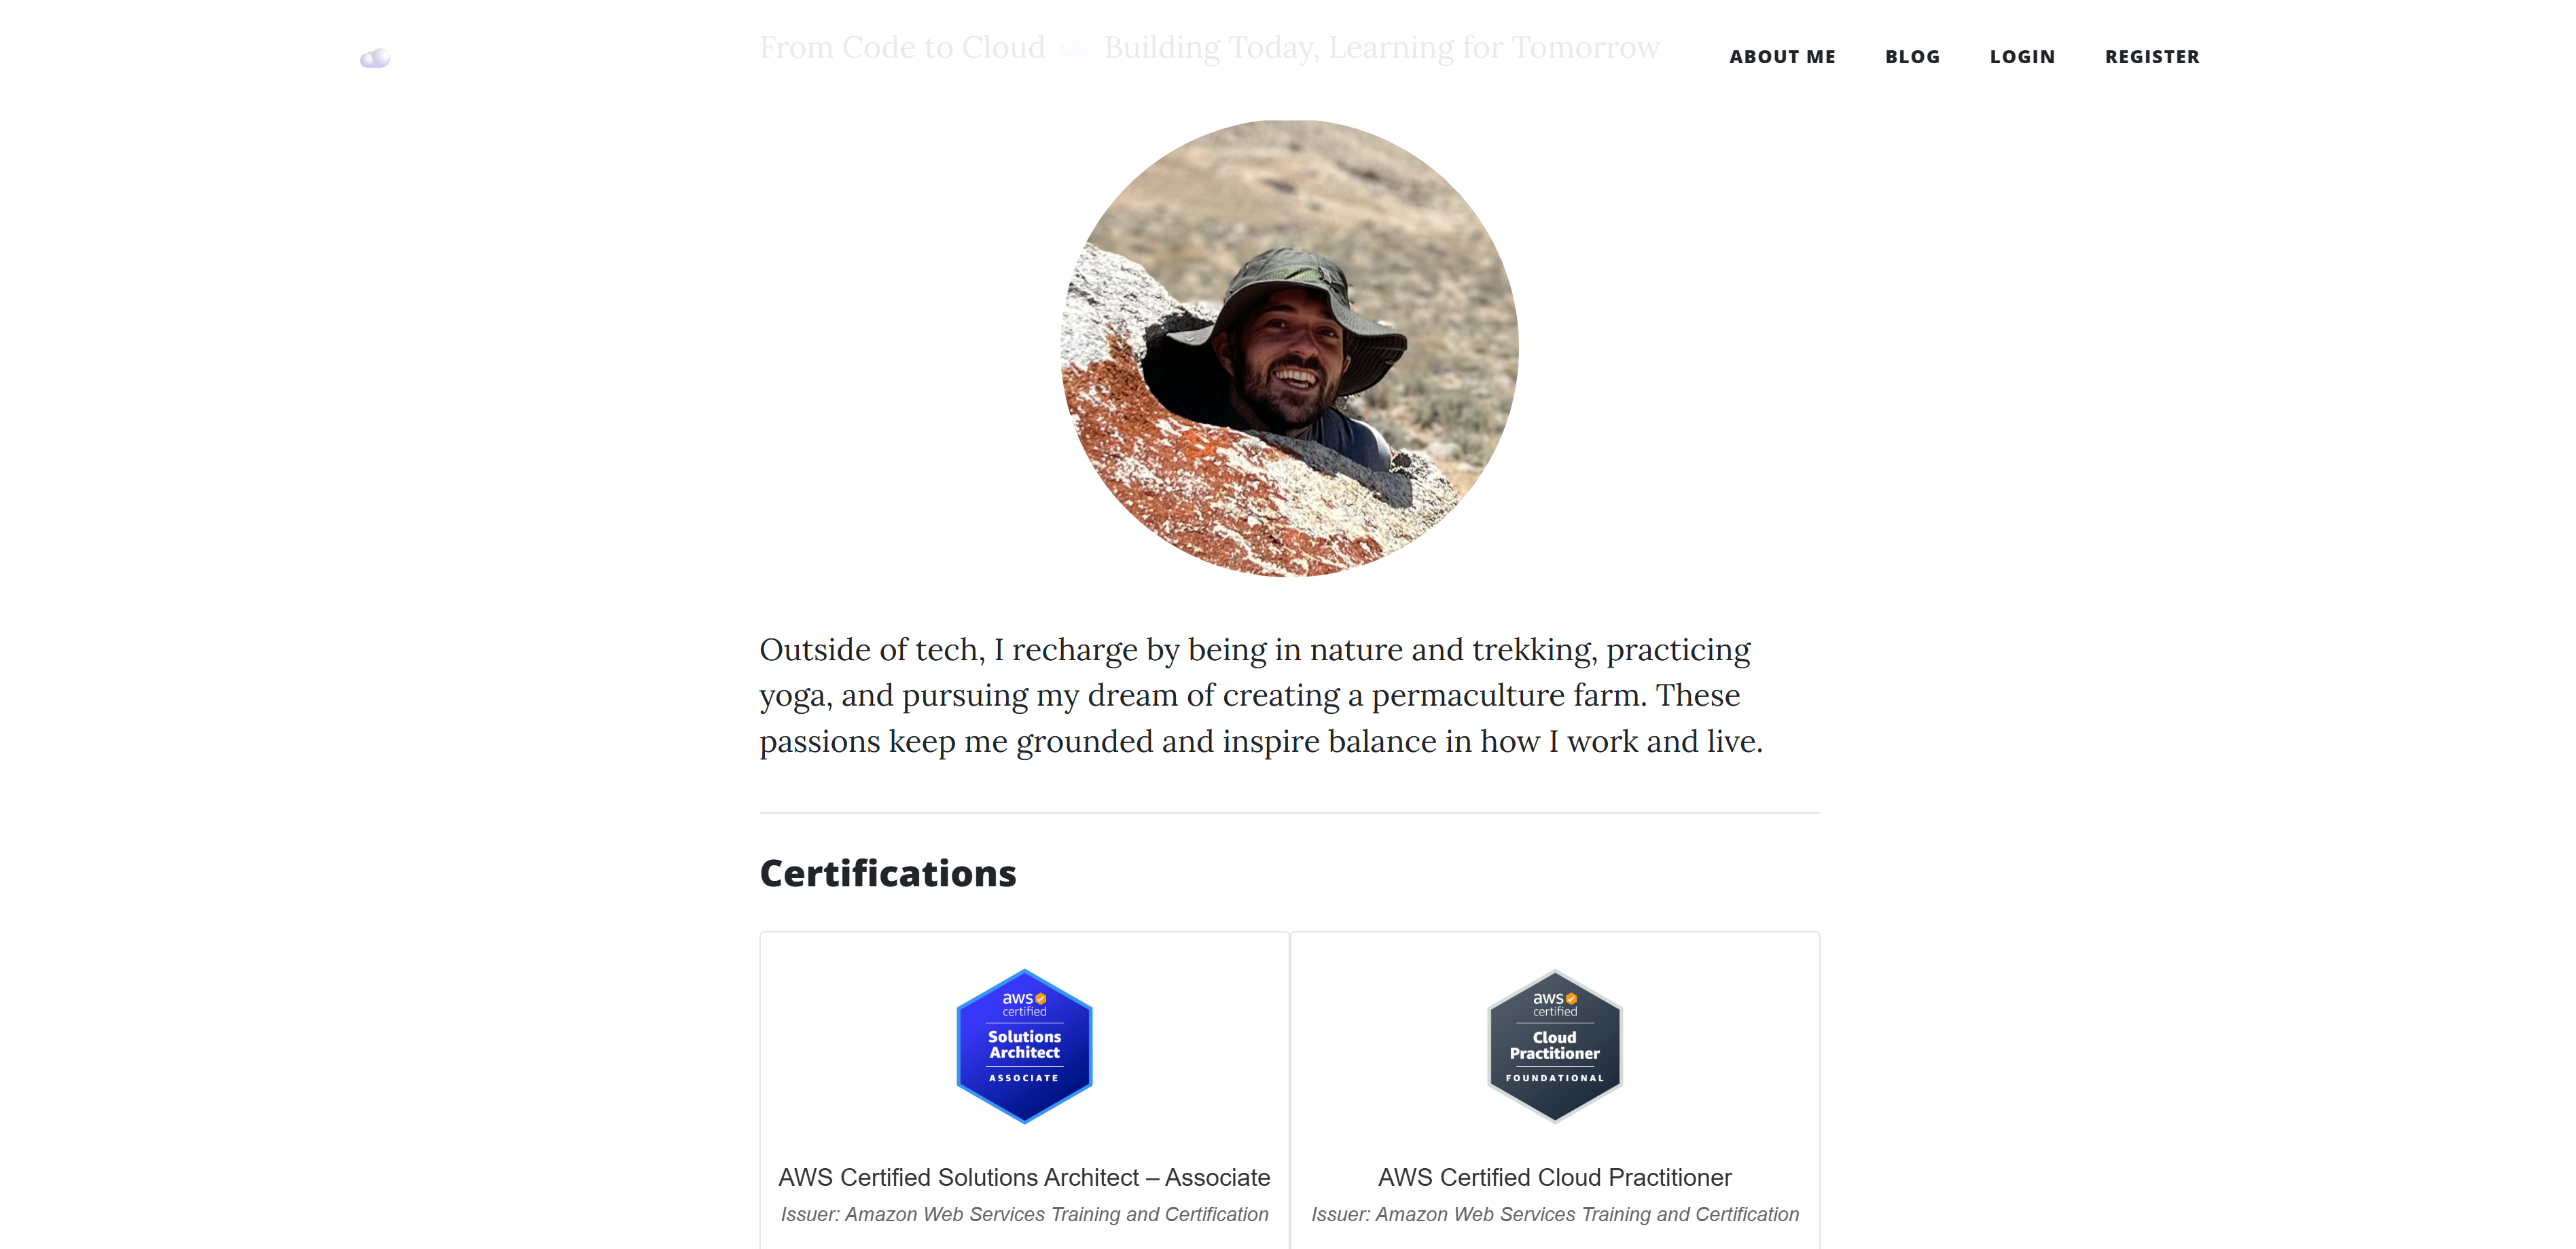 From Code to Cloud ☁️ Building Today, Learning for Tomorrow
ABOUT ME BLOG LOGIN REGISTER
Outside of tech, I recharge by being in nature and trekking, practicing
yoga, and pursuing my dream of creating a permaculture farm. These
passions keep me grounded and inspire balance in how I work and live.
Certifications
aws
certified
Solutions
Architect
ASSOCIATE
AWS Certified Solutions Architect – Associate
Issuer: Amazon Web Services Training and Certification
aws
certified
Cloud
Practitioner
FOUNDATIONAL
AWS Certified Cloud Practitioner
Issuer: Amazon Web Services Training and Certification